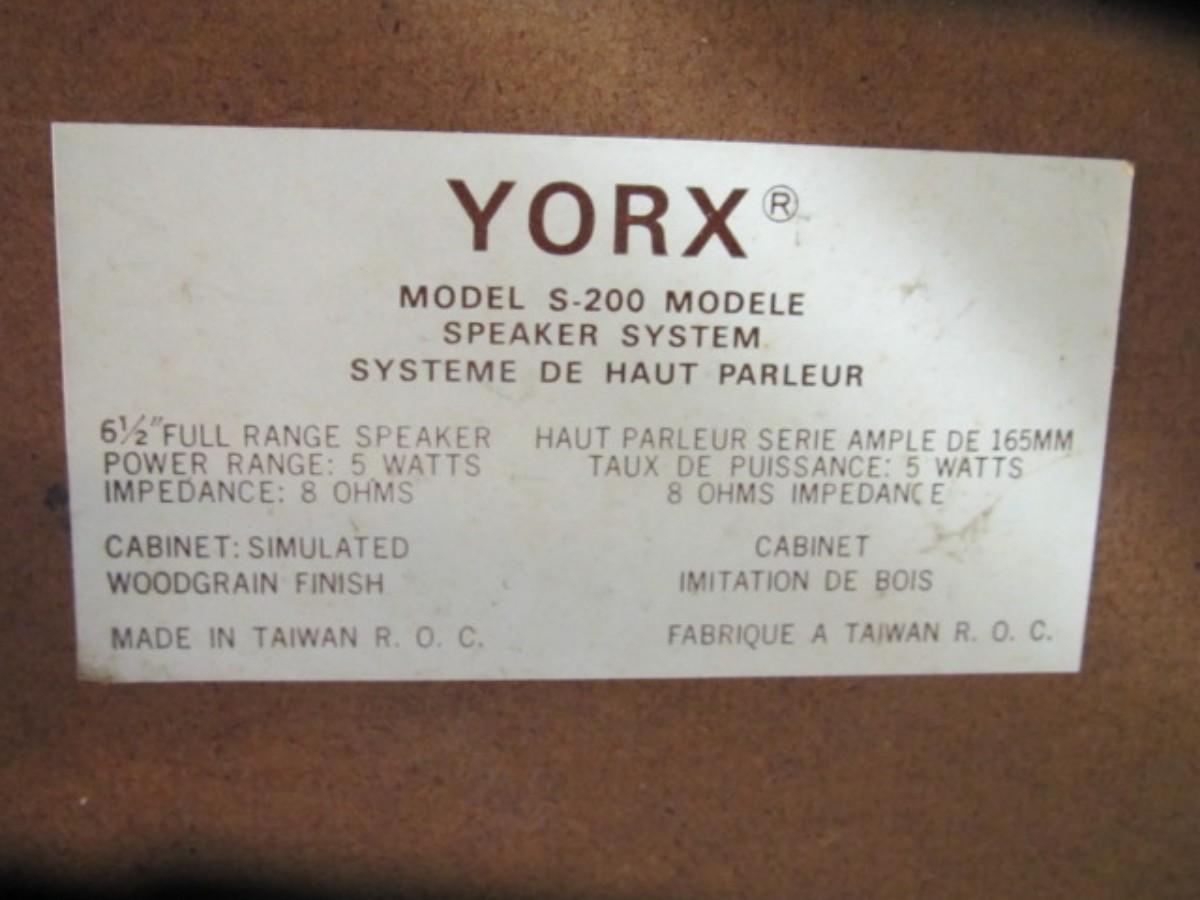 YORX®
MODEL S-200 MODELE
SPEAKER SYSTEM
SYSTEME DE HAUT PARLEUR
6½" FULL RANGE SPEAKER
POWER RANGE: 5 WATTS
IMPEDANCE: 8 OHMS
CABINET: SIMULATED
WOODGRAIN FINISH
MADE IN TAIWAN R. O. C.
HAUT PARLEUR SERIE AMPLE DE 165MM
TAUX DE PUISSANCE: 5 WATTS
8 OHMS IMPEDANCE
CABINET
IMITATION DE BOIS
FABRIQUE A TAIWAN R. O. C.